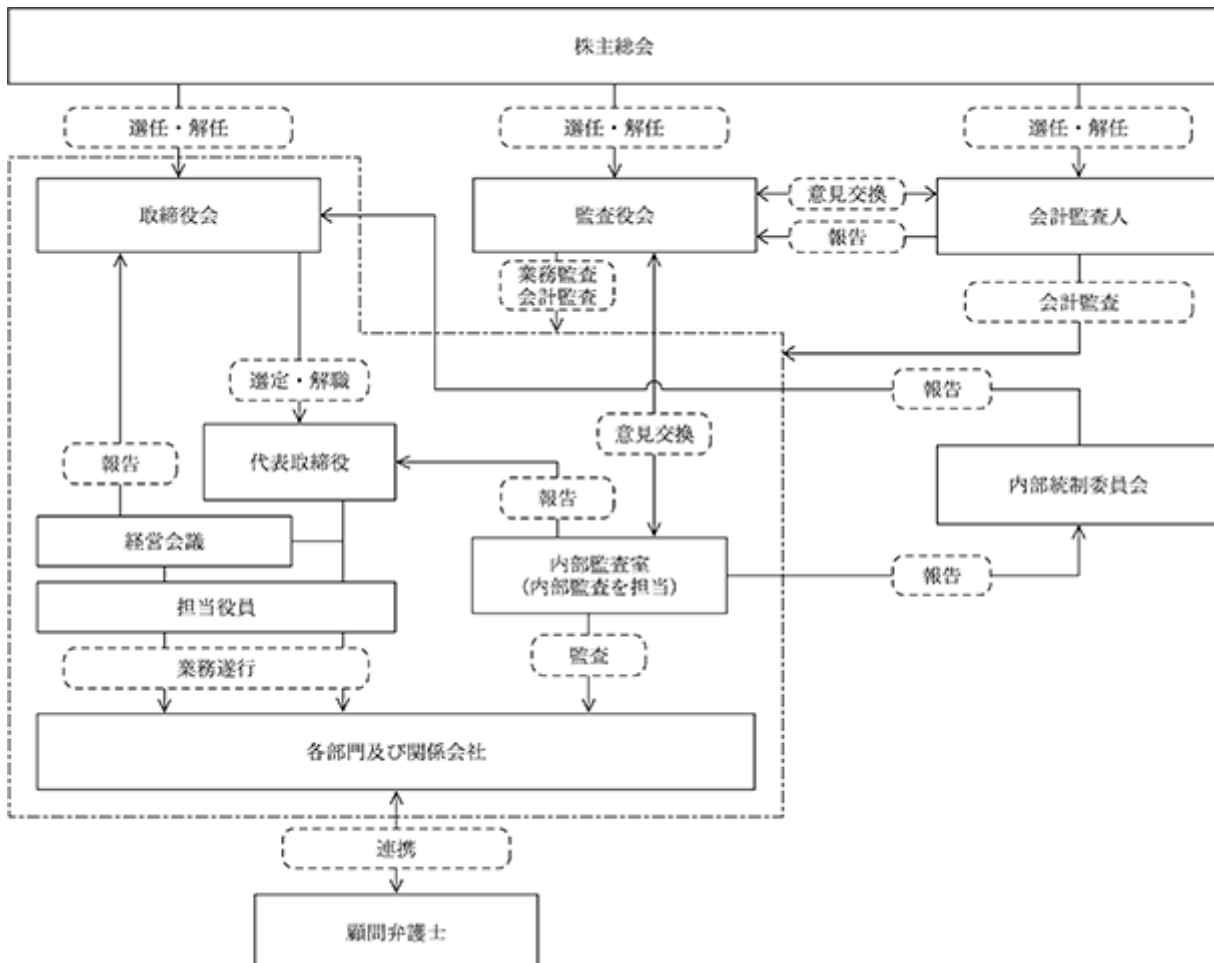 株主総会
選任・解任
選任・解任
選任・解任
取締役会
監査役会
意見交換
報告
会計監査人
業務監査
会計監査
会計監査
選定・解職
報告
意見交換
報告
代表取締役
報告
内部統制委員会
経営会議
内部監査室
（内部監査を担当）
報告
担当役員
業務遂行
監査
各部門及び関係会社
連携
顧問弁護士